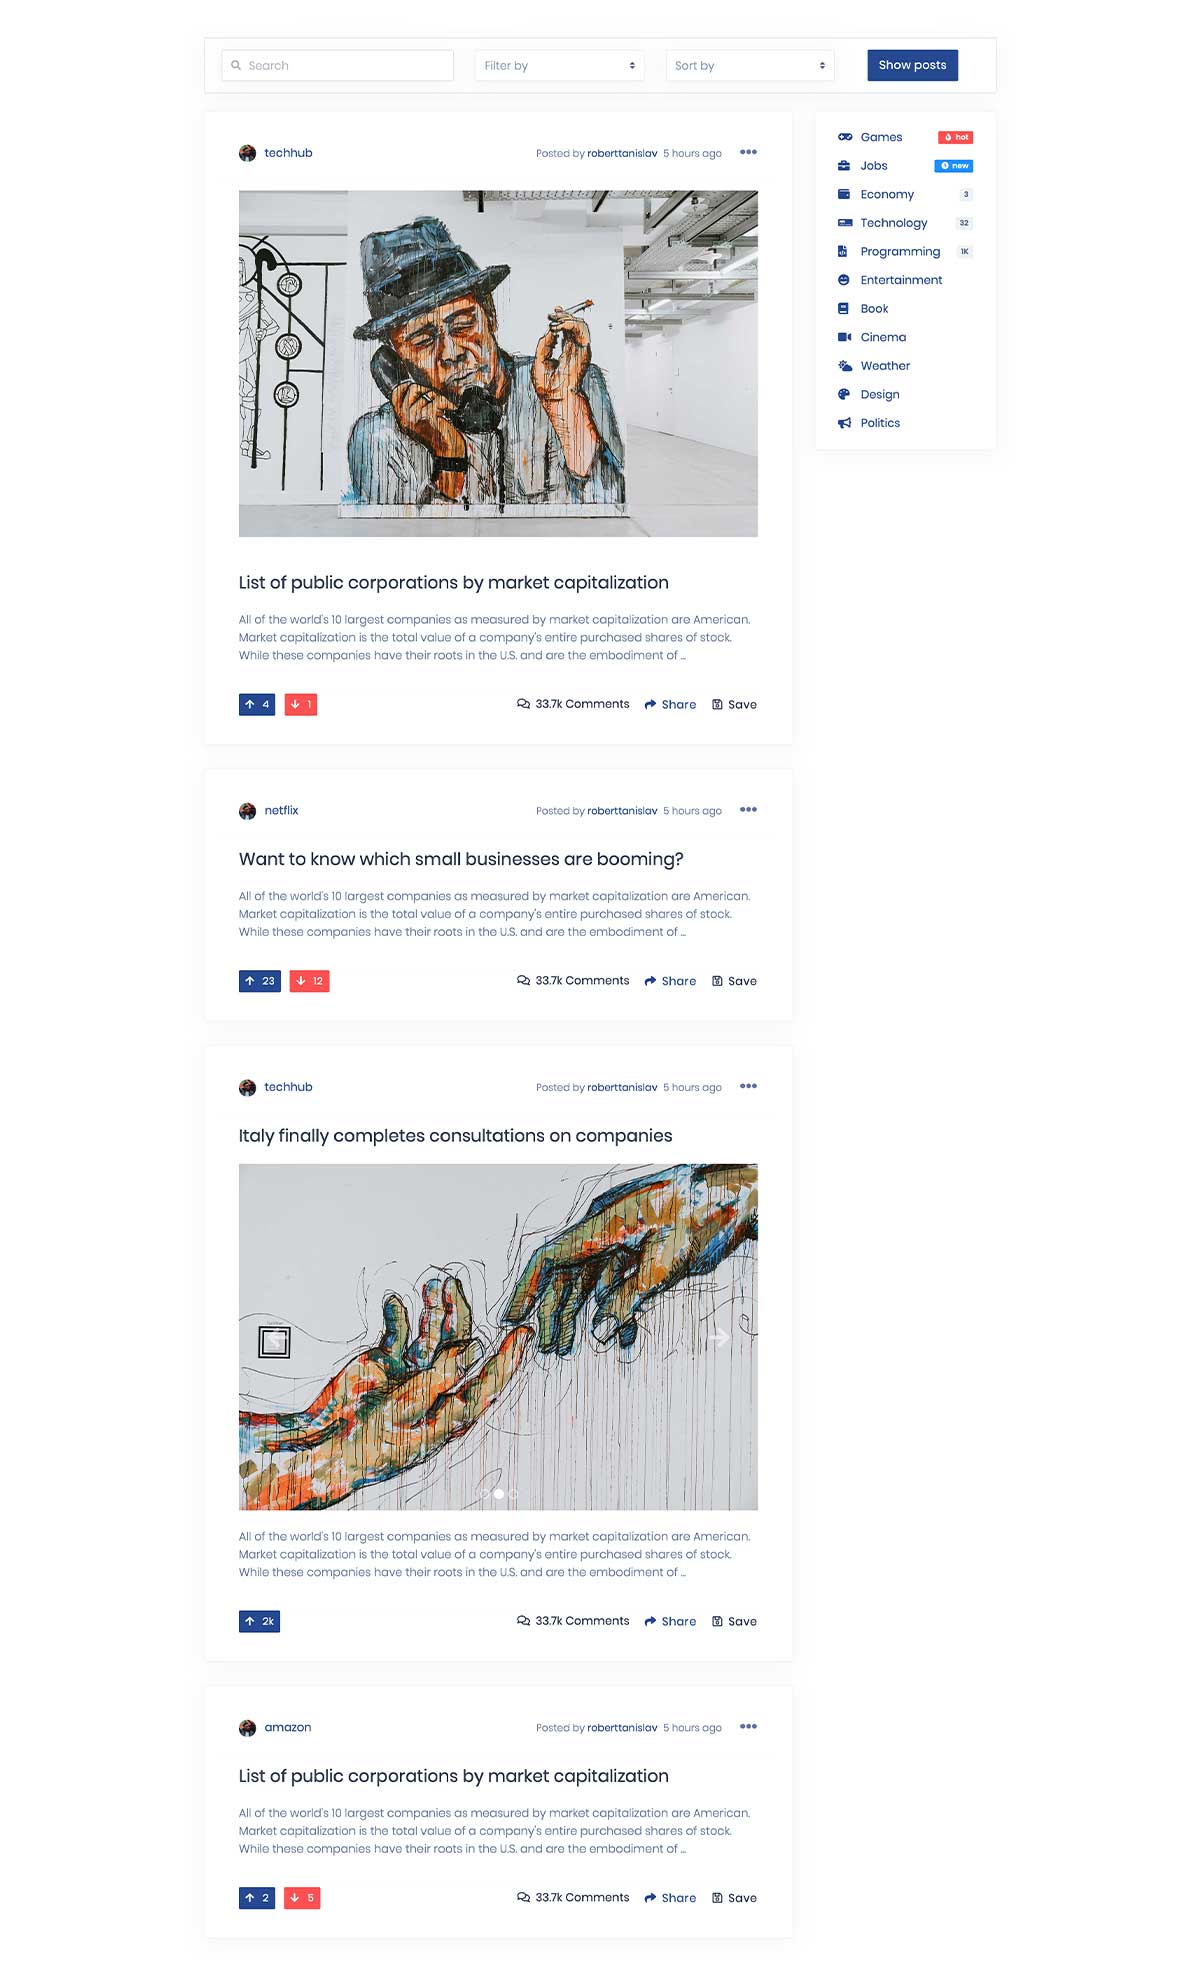 Search
Filter by
Sort by
Show posts
techhub
Posted by roberttanislav 5 hours ago
List of public corporations by market capitalization
All of the world's 10 largest companies as measured by market capitalization are American.
Market capitalization is the total value of a company's entire purchased shares of stock.
While these companies have their roots in the U.S. and are the embodiment of ...
4
1
33.7k Comments
Share
Save
netflix
Posted by roberttanislav 5 hours ago
Want to know which small businesses are booming?
All of the world's 10 largest companies as measured by market capitalization are American.
Market capitalization is the total value of a company's entire purchased shares of stock.
While these companies have their roots in the U.S. and are the embodiment of ...
23
12
33.7k Comments
Share
Save
techhub
Posted by roberttanislav 5 hours ago
Italy finally completes consultations on companies
All of the world's 10 largest companies as measured by market capitalization are American.
Market capitalization is the total value of a company's entire purchased shares of stock.
While these companies have their roots in the U.S. and are the embodiment of ...
2k
33.7k Comments
Share
Save
amazon
Posted by roberttanislav 5 hours ago
List of public corporations by market capitalization
All of the world's 10 largest companies as measured by market capitalization are American.
Market capitalization is the total value of a company's entire purchased shares of stock.
While these companies have their roots in the U.S. and are the embodiment of ...
2
5
33.7k Comments
Share
Save
Games hot
Jobs new
Economy 3
Technology 32
Programming 1K
Entertainment
Book
Cinema
Weather
Design
Politics